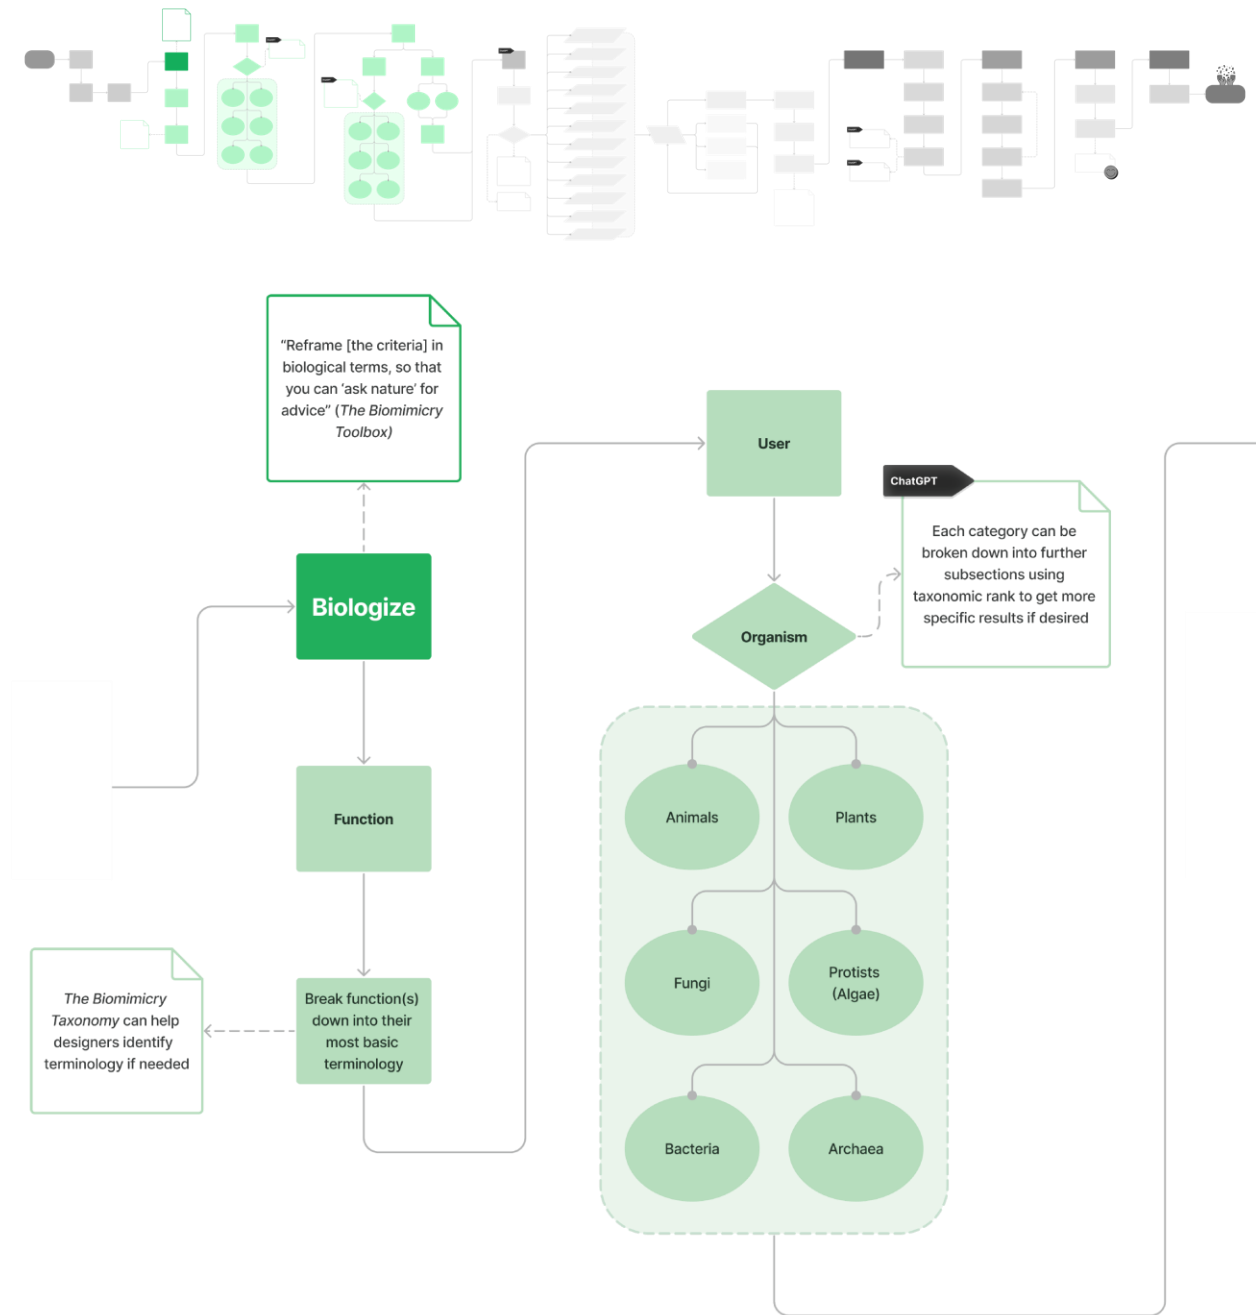 “Reframe [the criteria] in
biological terms, so that
you can ‘ask nature’ for
advice” (The Biomimicry
Toolbox)
Biologize
Function
Break function(s)
down into their
most basic
terminology
The Biomimicry
Taxonomy can help
designers identify
terminology if needed
User
Organism
ChatGPT
Each category can be
broken down into further
subsections using
taxonomic rank to get more
specific results if desired
Animals
Plants
Fungi
Protists
(Algae)
Bacteria
Archaea